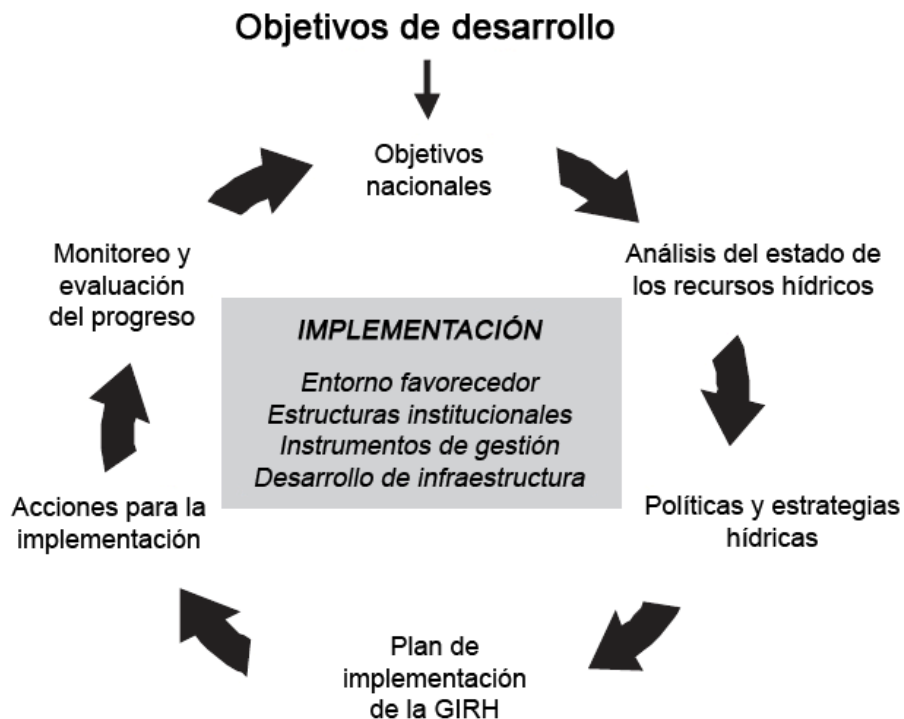 Objetivos de desarrollo
Objetivos
nacionales
Análisis del estado de
los recursos hídricos
Políticas y estrategias
hídricas
Plan de
implementación
de la GIRH
Acciones para la
implementación
Monitoreo y
evaluación
del progreso
IMPLEMENTACIÓN
Entorno favorecedor
Estructuras institucionales
Instrumentos de gestión
Desarrollo de infraestructura